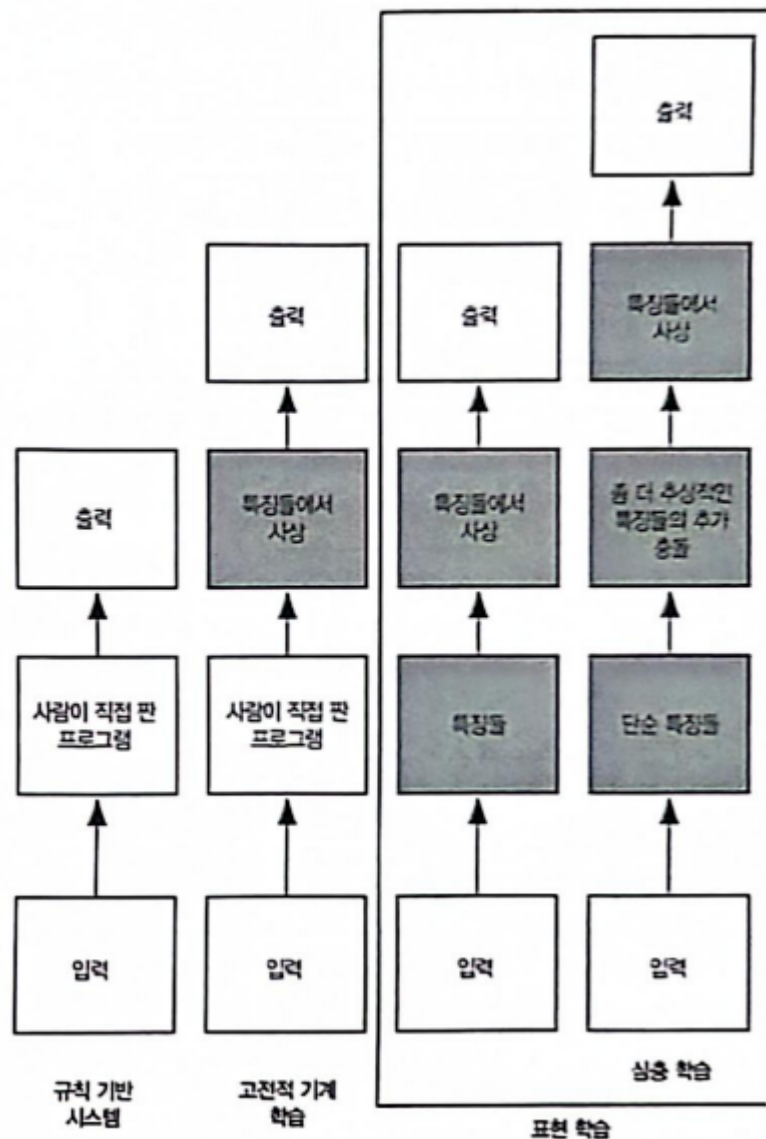 출력
출력
출력
특징들에서
사상
출력
특징들에서
사상
특징들에서
사상
좀 더 추상적인
특징들의 추가
층들
사람이 직접 짠
프로그램
사람이 직접 짠
프로그램
특징들
단순 특징들
입력
입력
입력
입력
규칙 기반
시스템
고전적 기계
학습
심층 학습
표현 학습